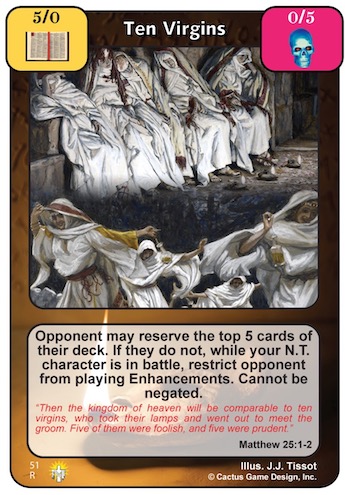 5/0
Ten Virgins
0/5
Opponent may reserve the top 5 cards of
their deck. If they do not, while your N.T.
character is in battle, restrict opponent
from playing Enhancements. Cannot be
negated.
“Then the kingdom of heaven will be comparable to ten
virgins, who took their lamps and went out to meet the
groom. Five of them were foolish, and five were prudent.”
Matthew 25:1-2
51
R
Illus. J.J. Tissot
© Cactus Game Design, Inc.